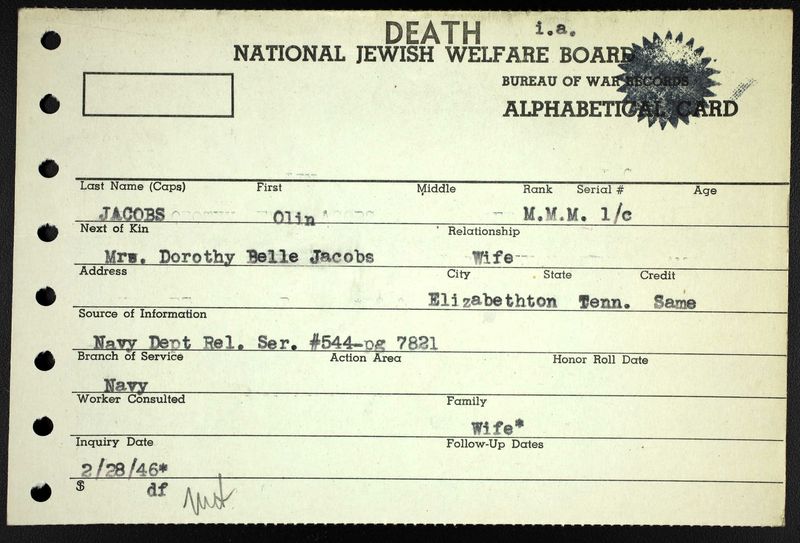 DEATH i.a.
NATIONAL JEWISH WELFARE BOARD
BUREAU OF WAR RECORDS
ALPHABETICAL CARD
Last Name (Caps) First Middle Rank Serial # Age
JACOBS Olin M.M.M. 1/c
Next of Kin Relationship
Mrs. Dorothy Belle Jacobs Wife
Address City State Credit
Elizabethton Tenn. Same
Source of Information
Navy Dept Rel. Ser. #544-pg 7821
Branch of Service Action Area Honor Roll Date
Navy
Worker Consulted Family
Wife*
Inquiry Date Follow-Up Dates
2/28/46*
$ df